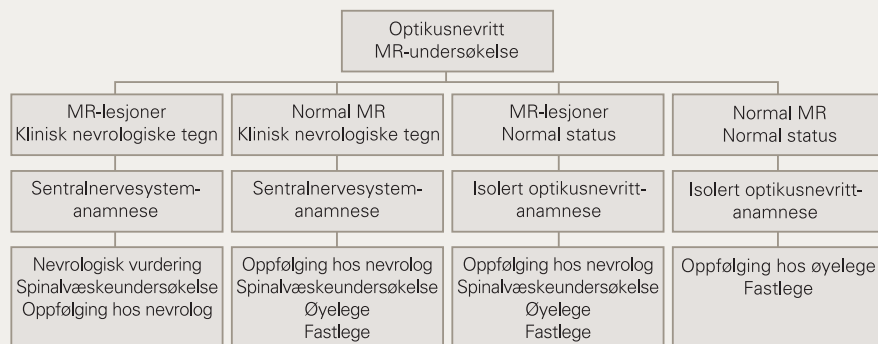 Optikusnevritt
MR-undersøkelse
MR-lesjoner
Klinisk nevrologiske tegn
Normal MR
Klinisk nevrologiske tegn
MR-lesjoner
Normal status
Normal MR
Normal status
Sentralnervesystem-
anamnese
Sentralnervesystem-
anamnese
Isolert optikusnevritt-
anamnese
Isolert optikusnevritt-
anamnese
Nevrologisk vurdering
Spinalvæskeundersøkelse
Oppfølging hos nevrolog
Oppfølging hos nevrolog
Spinalvæskeundersøkelse
Øyelege
Fastlege
Oppfølging hos nevrolog
Spinalvæskeundersøkelse
Øyelege
Fastlege
Oppfølging hos øyelege
Fastlege